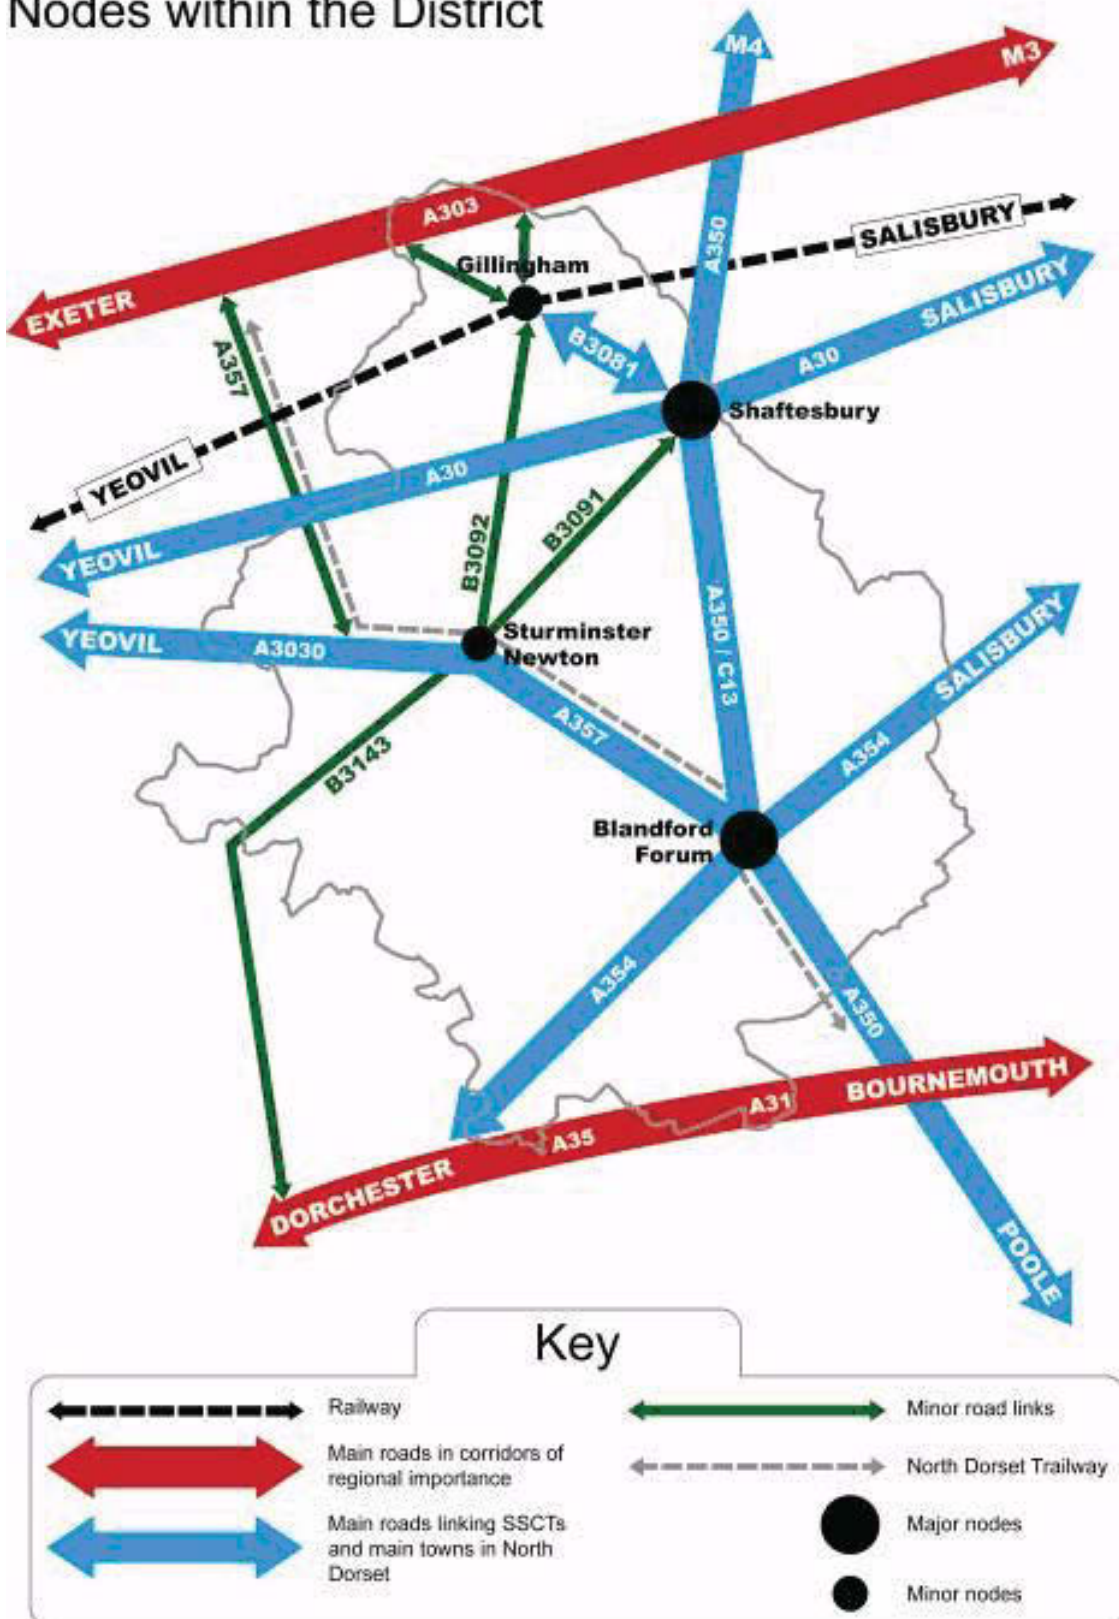 Nodes within the District
M4
M3
A303
A350
SALISBURY
Gillingham
EXETER
SALISBURY
B3081
A357
A30
Shaftesbury
YEOVIL
A30
B3092
B3091
YEOVIL
A350 / C13
SALISBURY
YEOVIL
A3030
Sturminster
Newton
A357
A354
B3143
Blandford
Forum
A354
A350
BOURNEMOUTH
A31
A35
DORCHESTER
POOLE
Key
Railway
Main roads in corridors of
regional importance
Main roads linking SSCTs
and main towns in North
Dorset
Minor road links
North Dorset Trailway
Major nodes
Minor nodes